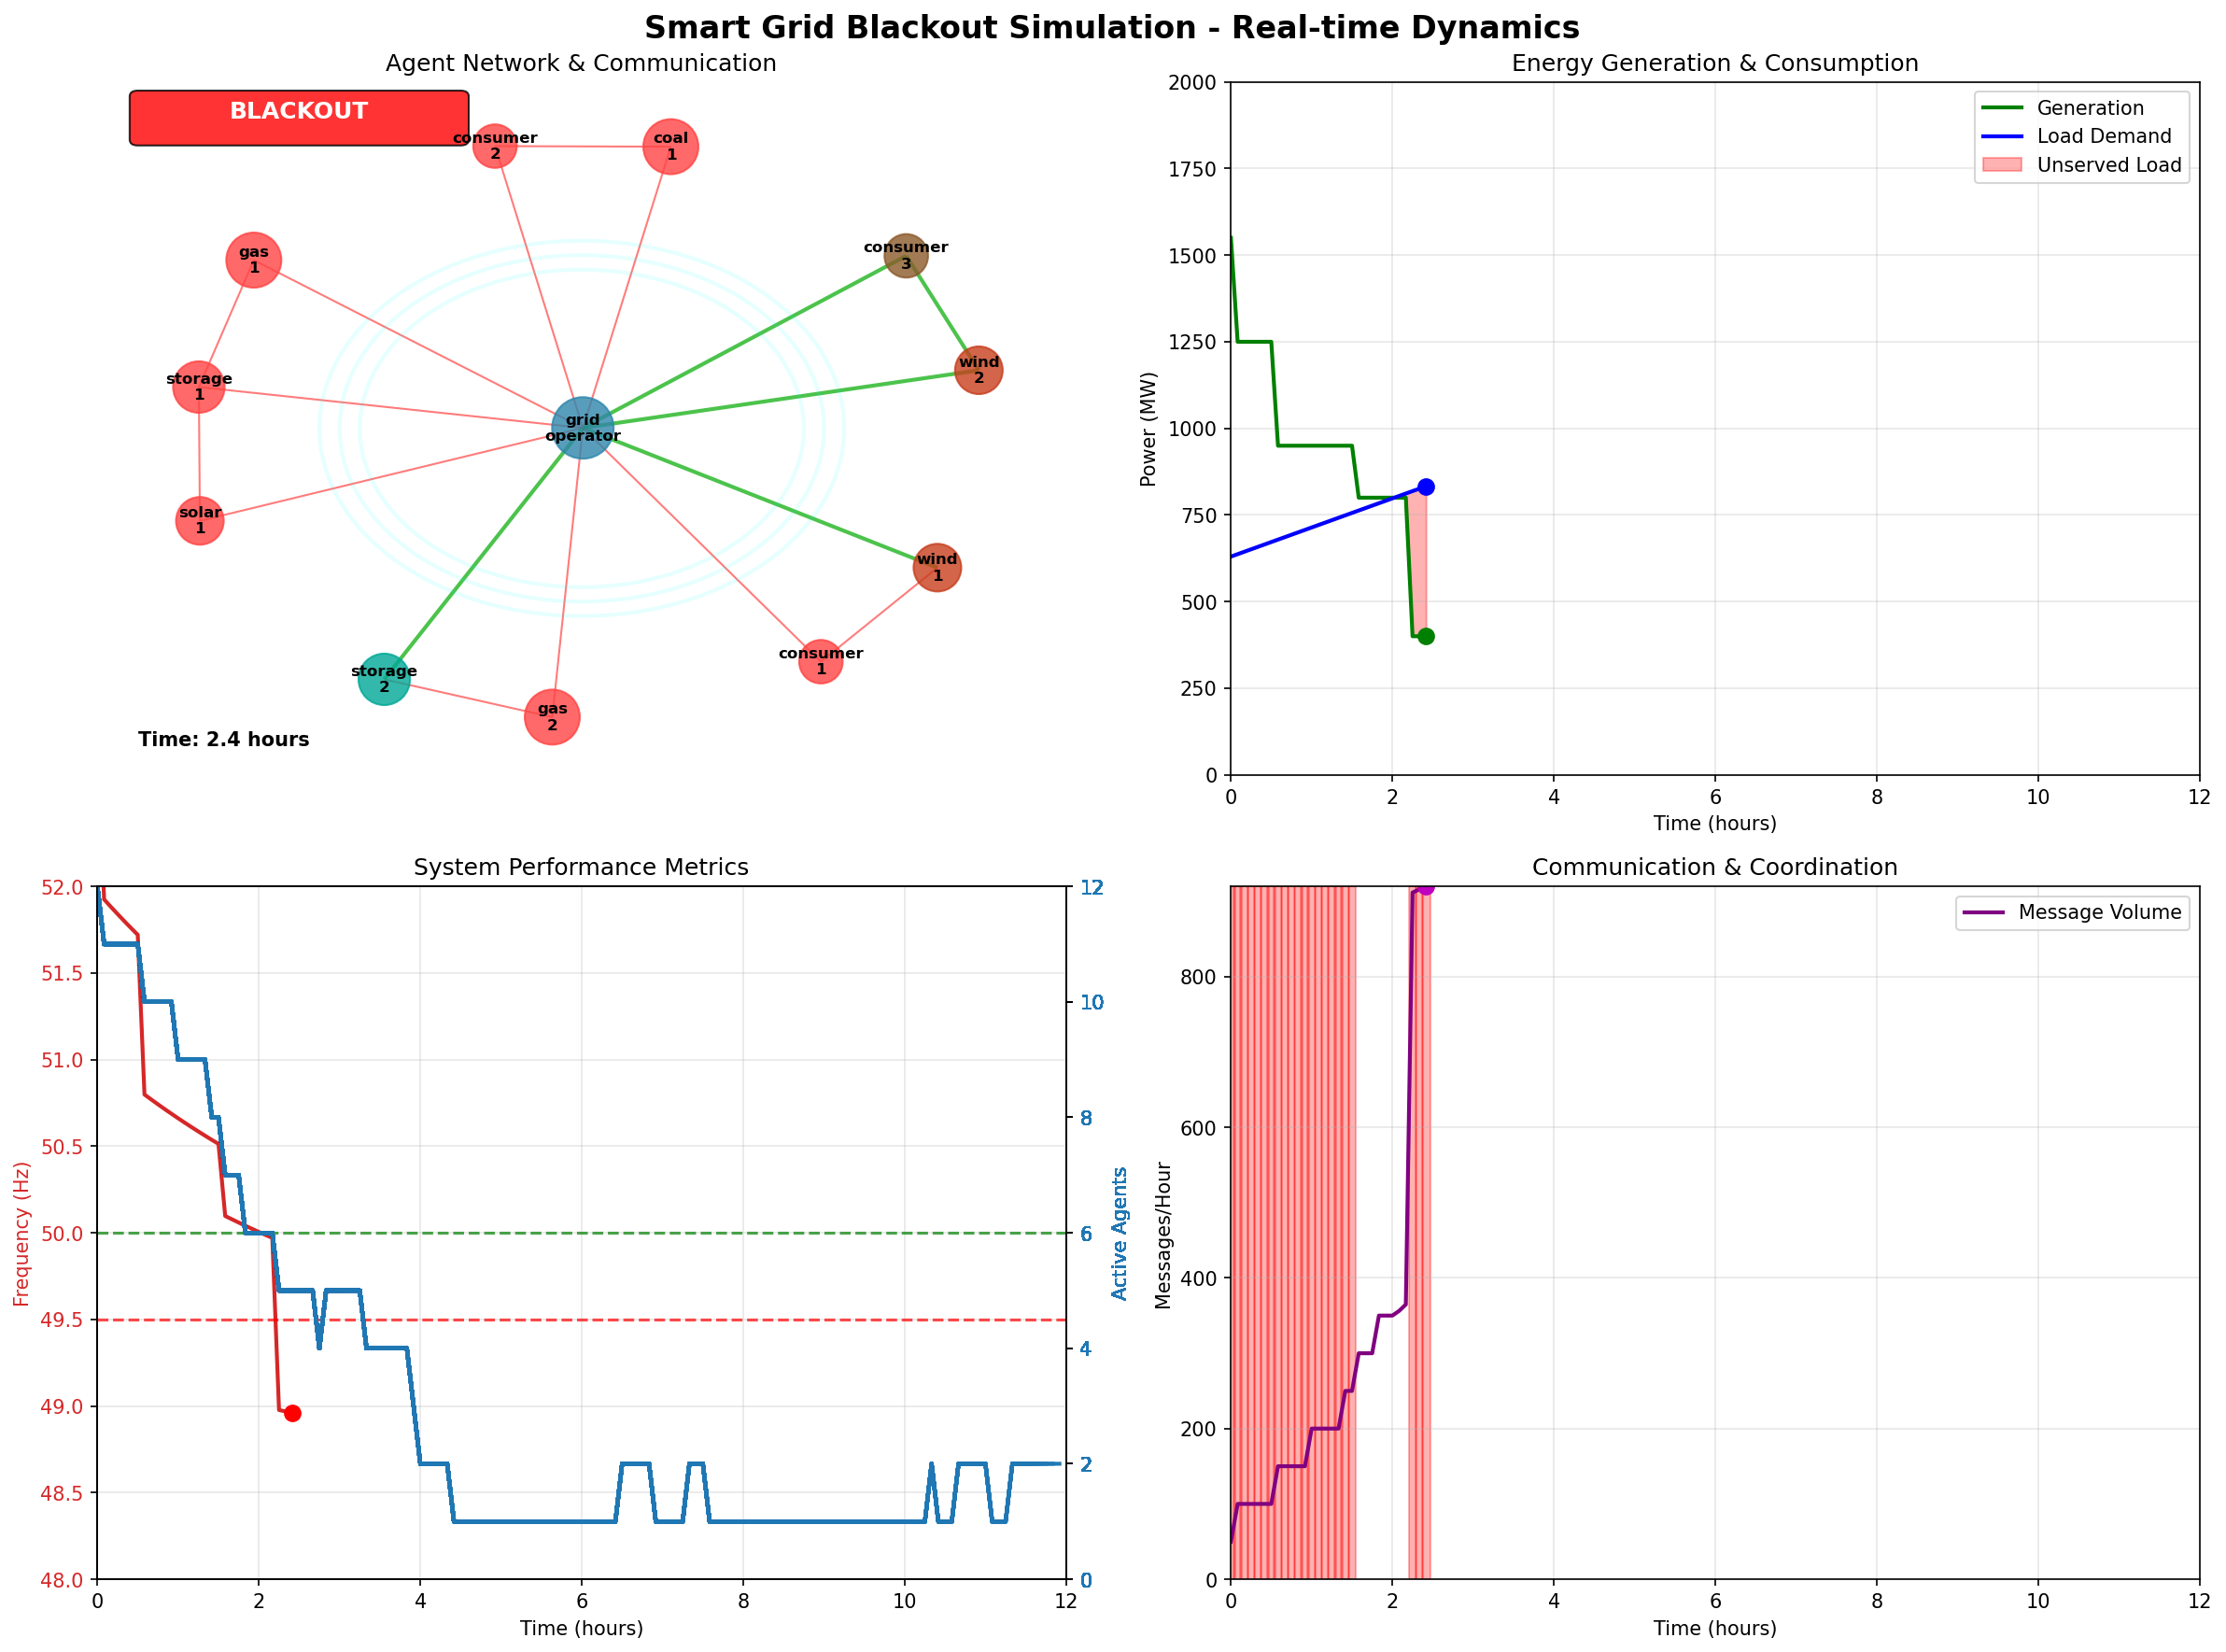 Smart Grid Blackout Simulation - Real-time Dynamics
Agent Network & Communication
BLACKOUT
consumer
2
coal
1
gas
1
consumer
3
storage
1
wind
2
grid
operator
solar
1
wind
1
consumer
1
storage
2
gas
2
Time: 2.4 hours
Energy Generation & Consumption
Generation
Load Demand
Unserved Load
Power (MW)
2000
1750
1500
1250
1000
750
500
250
0
0 2 4 6 8 10 12
Time (hours)
System Performance Metrics
Frequency (Hz)
52.0
51.5
51.0
50.5
50.0
49.5
49.0
48.5
48.0
12
10
8
6
4
2
0
Active Agents
0 2 4 6 8 10 12
Time (hours)
Communication & Coordination
Message Volume
Messages/Hour
800
600
400
200
0
0 2 4 6 8 10 12
Time (hours)